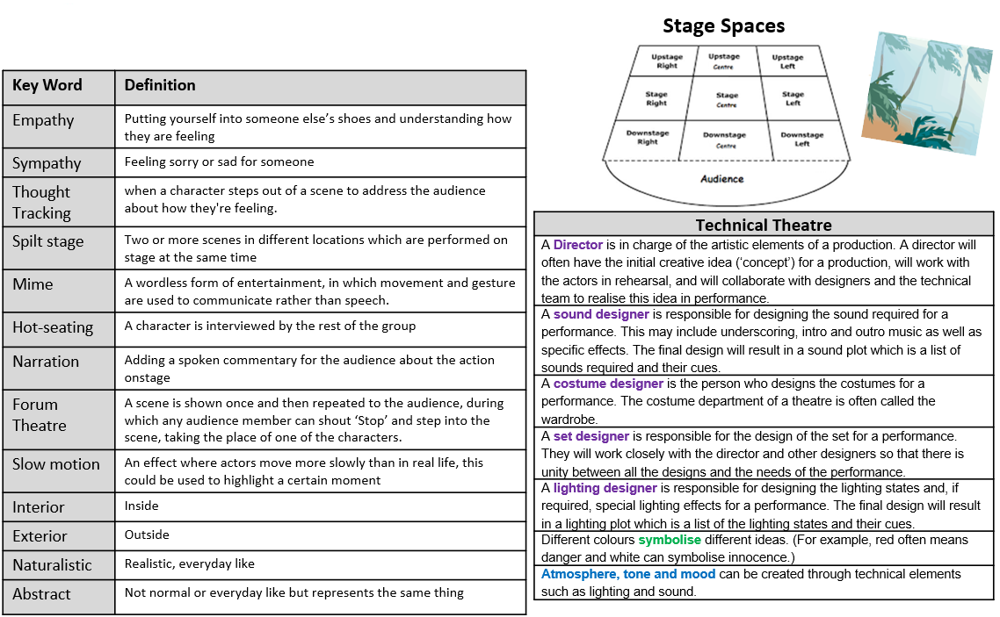 Key Word Definition
Empathy Putting yourself into someone else’s shoes and understanding how
they are feeling
Sympathy Feeling sorry or sad for someone
Thought
Tracking
when a character steps out of a scene to address the audience
about how they're feeling.
Spilt stage Two or more scenes in different locations which are performed on
stage at the same time
Mime A wordless form of entertainment, in which movement and gesture
are used to communicate rather than speech.
Hot-seating A character is interviewed by the rest of the group
Narration Adding a spoken commentary for the audience about the action
onstage
Forum
Theatre
A scene is shown once and then repeated to the audience, during
which any audience member can shout ‘Stop’ and step into the
scene, taking the place of one of the characters.
Slow motion An effect where actors move more slowly than in real life, this
could be used to highlight a certain moment
Interior Inside
Exterior Outside
Naturalistic Realistic, everyday like
Abstract Not normal or everyday like but represents the same thing
Stage Spaces
Upstage
Right
Upstage
Centre
Upstage
Left
Stage
Right
Stage
Centre
Stage
Left
Downstage
Right
Downstage
Centre
Downstage
Left
Audience
Technical Theatre
A Director is in charge of the artistic elements of a production. A director will
often have the initial creative idea (‘concept’) for a production, will work with
the actors in rehearsal, and will collaborate with designers and the technical
team to realise this idea in performance.
A sound designer is responsible for designing the sound required for a
performance. This may include underscoring, intro and outro music as well as
specific effects. The final design will result in a sound plot which is a list of
sounds required and their cues.
A costume designer is the person who designs the costumes for a
performance. The costume department of a theatre is often called the
wardrobe.
A set designer is responsible for the design of the set for a performance.
They will work closely with the director and other designers so that there is
unity between all the designs and the needs of the performance.
A lighting designer is responsible for designing the lighting states and, if
required, special lighting effects for a performance. The final design will result
in a lighting plot which is a list of the lighting states and their cues.
Different colours symbolise different ideas. (For example, red often means
danger and white can symbolise innocence.)
Atmosphere, tone and mood can be created through technical elements
such as lighting and sound.